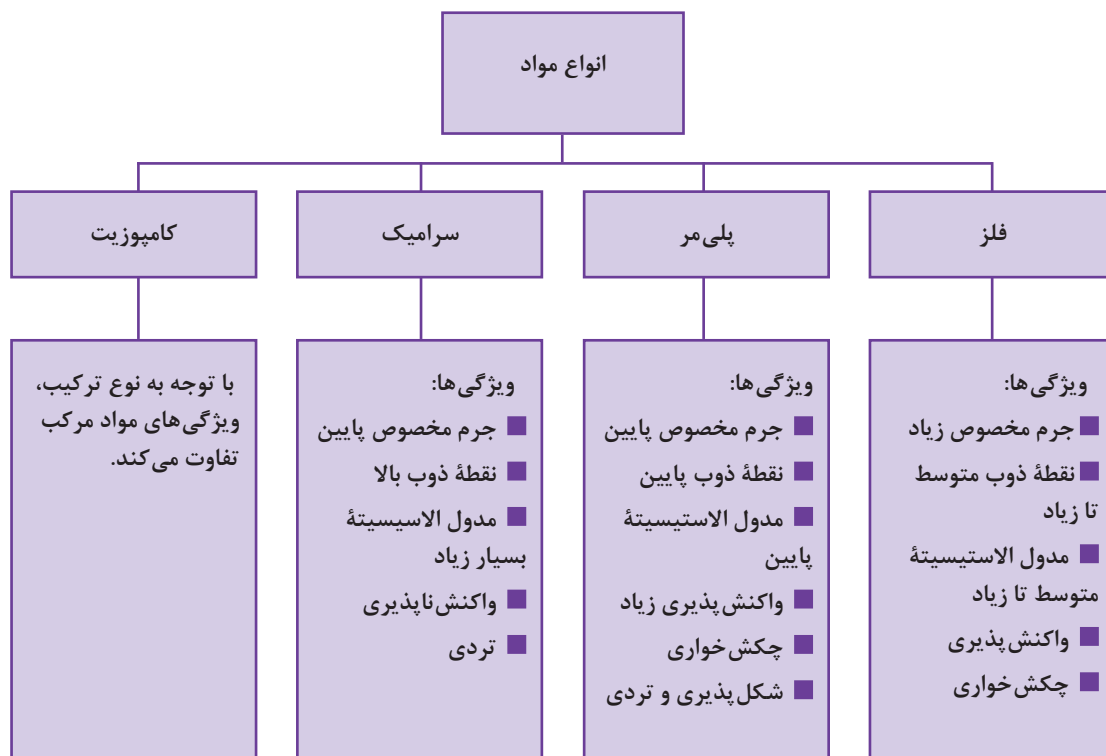 انواع مواد
فلز
پلی‌مر
سرامیک
کامپوزیت
ویژگی‌ها:
■ جرم مخصوص زیاد
■ نقطهٔ ذوب متوسط
تا زیاد
■ مدول الاستیسیتهٔ
متوسط تا زیاد
■ واکنش‌پذیری
■ چکش‌خواری
ویژگی‌ها:
■ جرم مخصوص پایین
■ نقطهٔ ذوب پایین
■ مدول الاستیسیتهٔ
پایین
■ واکنش‌پذیری زیاد
■ چکش‌خواری
■ شکل‌پذیری و تردی
ویژگی‌ها:
■ جرم مخصوص پایین
■ نقطهٔ ذوب بالا
■ مدول الاسیسیتهٔ
بسیار زیاد
■ واکنش‌ناپذیری
■ تردی
با توجه به نوع ترکیب،
ویژگی‌های مواد مرکب
تفاوت می‌کند.